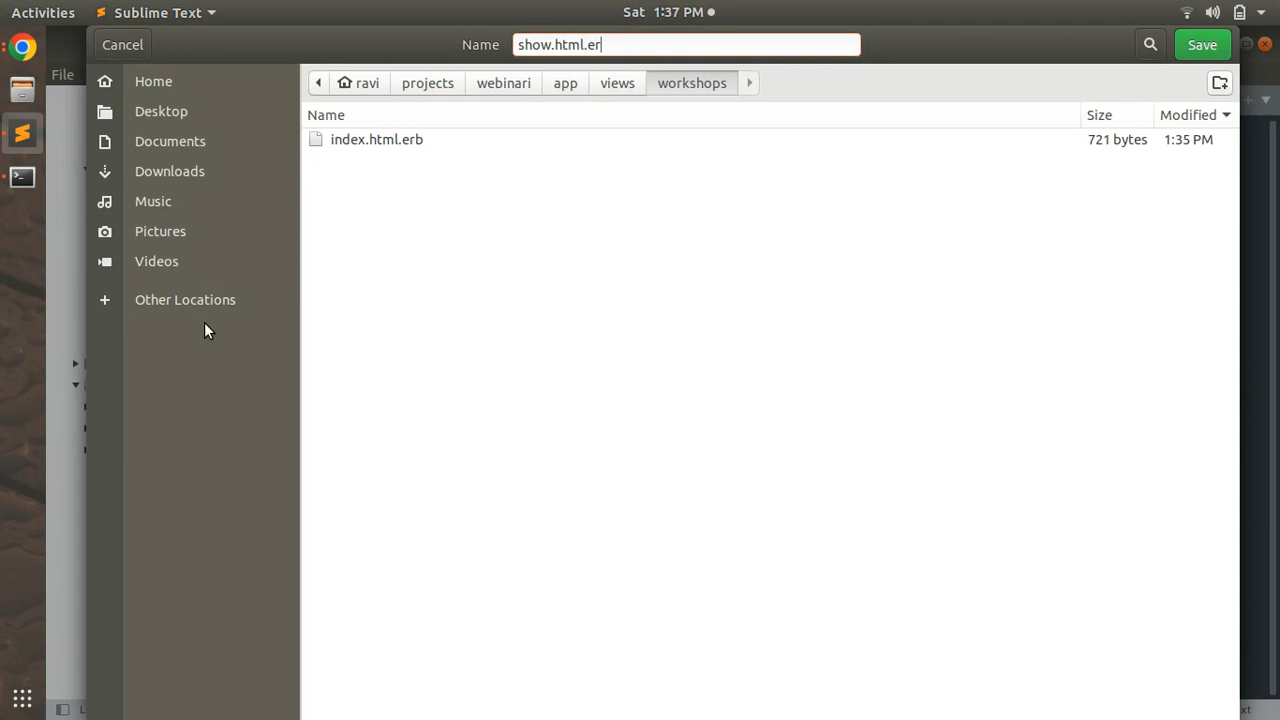 Activities Sublime Text Sat 1:37 PM
Cancel Name show.html.er Save
File
Home ravi projects webinari app views workshops
Desktop Name Size Modified
Documents index.html.erb 721 bytes 1:35 PM
Downloads
Music
Pictures
Videos
Other Locations